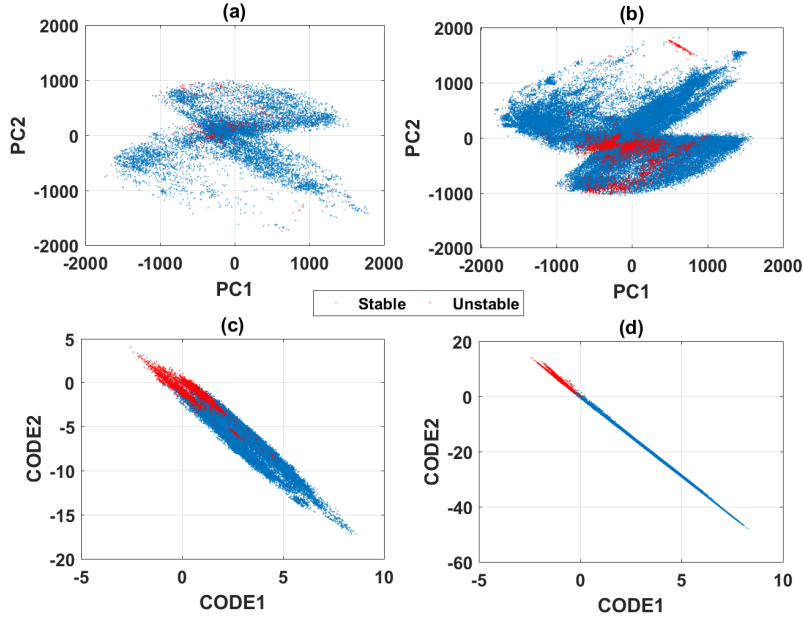 (a)
2000
1000
0
-1000
-2000
PC2
-2000 -1000 0 1000 2000
PC1
(b)
2000
1000
0
-1000
-2000
PC2
-2000 -1000 0 1000 2000
PC1
Stable Unstable
(c)
5
0
-5
-10
-15
-20
CODE2
-5 0 5 10
CODE1
(d)
20
0
-20
-40
-60
CODE2
-5 0 5 10
CODE1